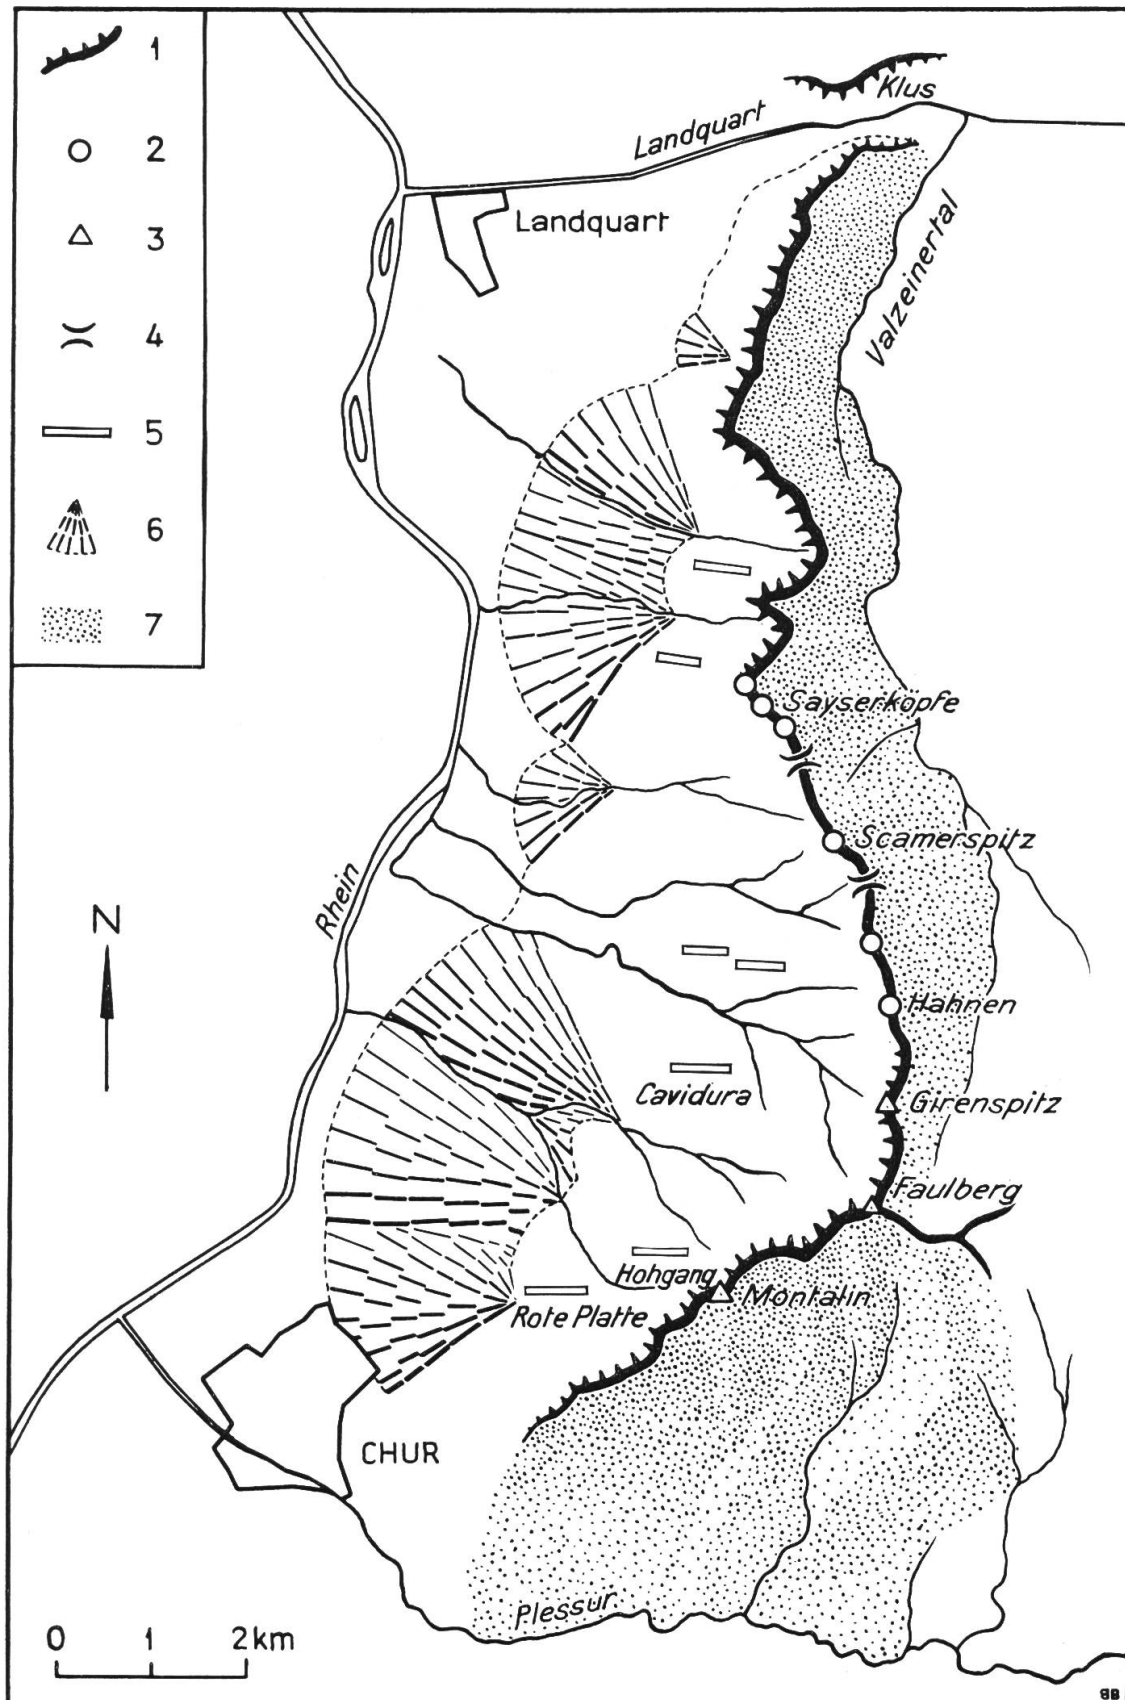 1
2
3
4
5
6
7
Klus
Landquart
Landquart
Valzeinertal
Sayserköpfe
Scamerspitz
Rhein
N
Hahnen
Cavidura
Girenspitz
Faulberg
Hohgang
Montalin
Rote Platte
CHUR
Plessur
0 1 2 km